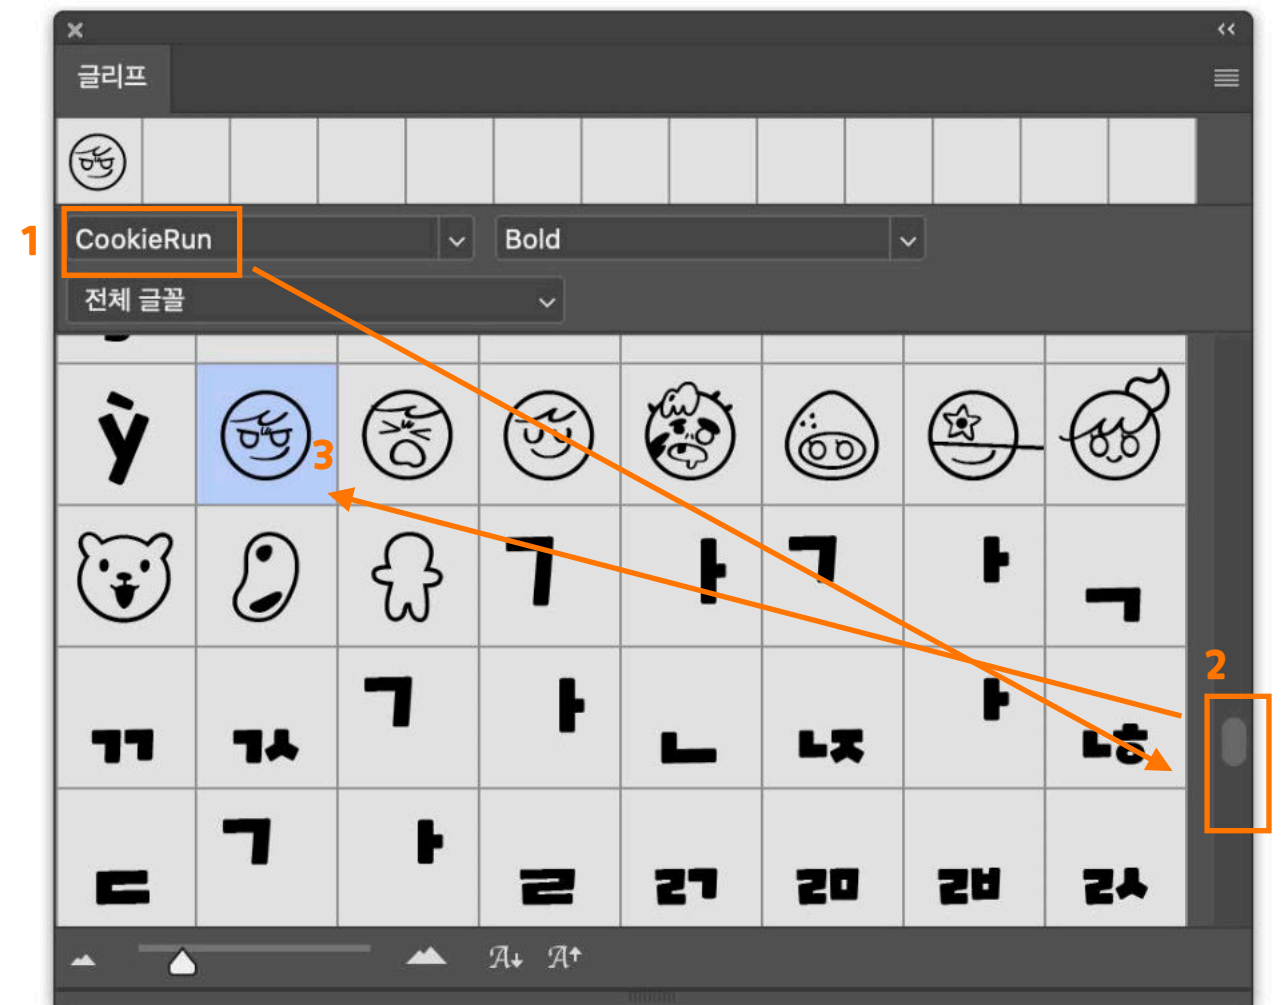 글리프
1 CookieRun Bold
전체 글꼴
ỳ 3
ㄱ ㅏ ㄱ ㅏ ㄱ
2
ㄲ ㄳ ㄱ ㅏ ㄴ ㄵ ㅏ ㄶ
ㄷ ㄱ ㅏ ㄹ ㄺ ㄻ ㄼ ㄽ
A A